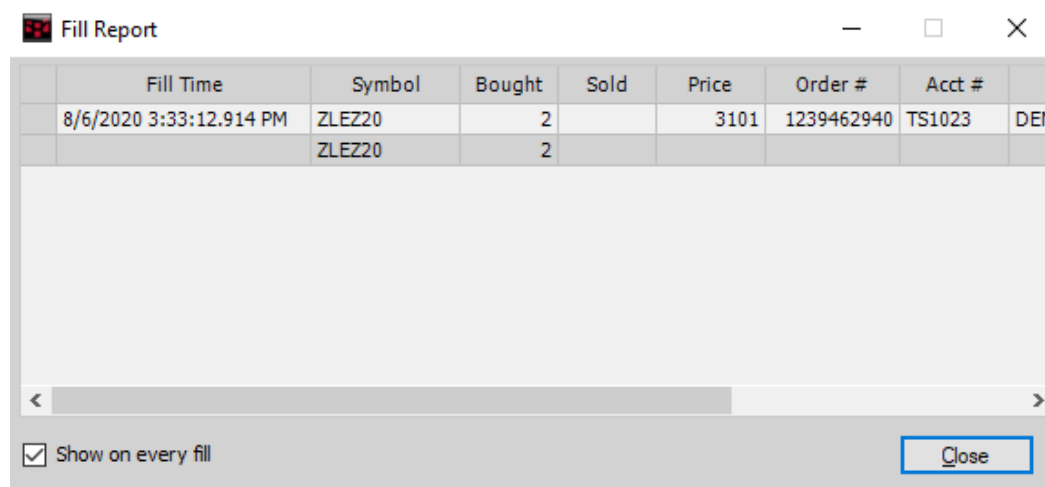 Fill Report
Fill Time Symbol Bought Sold Price Order # Acct #
8/6/2020 3:33:12.914 PM ZLEZ20 2 3101 1239462940 TS1023
ZLEZ20 2
Show on every fill
Close